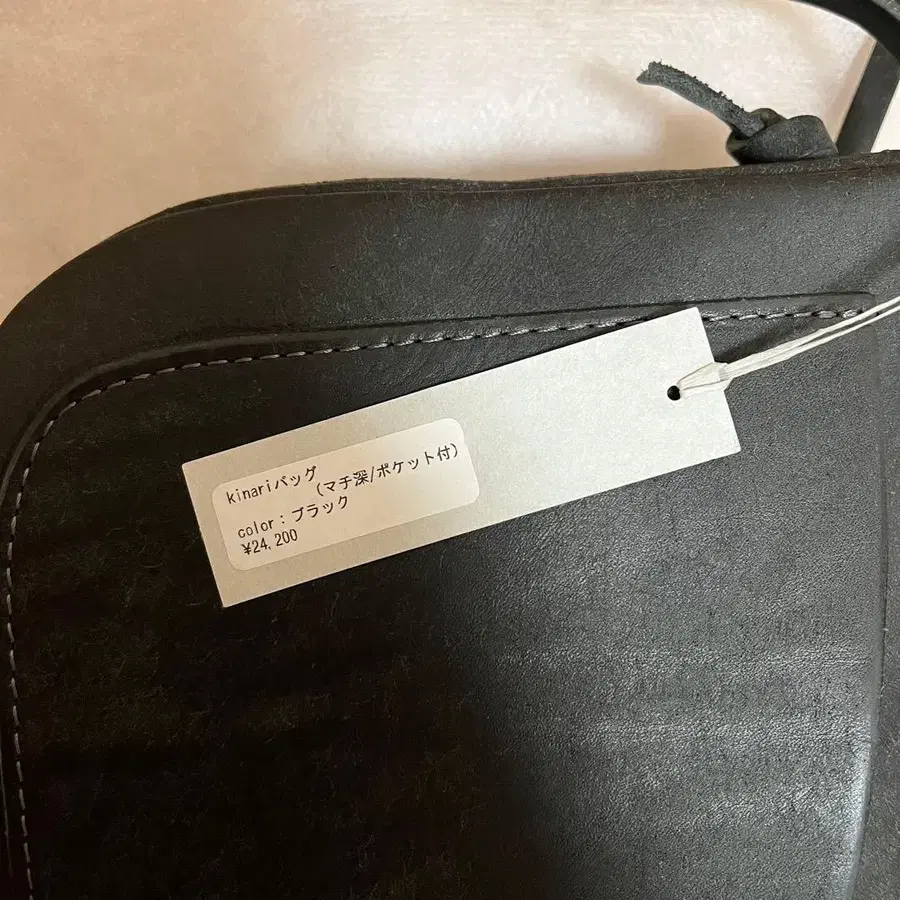 kinariバッグ
(マチ深/ポケット付)
color：ブラック
¥24,200